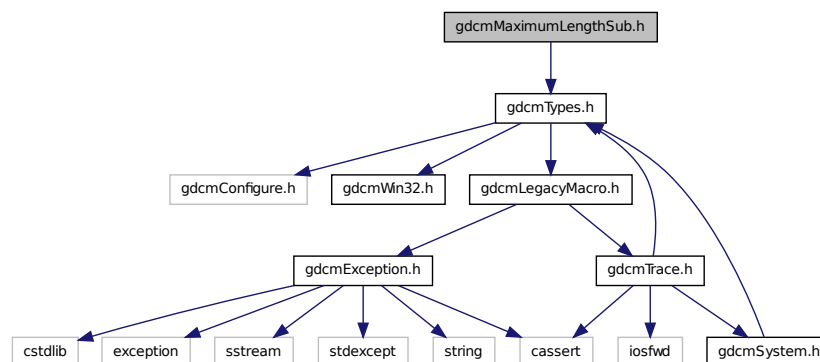 gdcmMaximumLengthSub.h
gdcmTypes.h
gdcmConfigure.h
gdcmWin32.h
gdcmLegacyMacro.h
gdcmException.h
gdcmTrace.h
cstdlib
exception
sstream
stdexcept
string
cassert
iosfwd
gdcmSystem.h